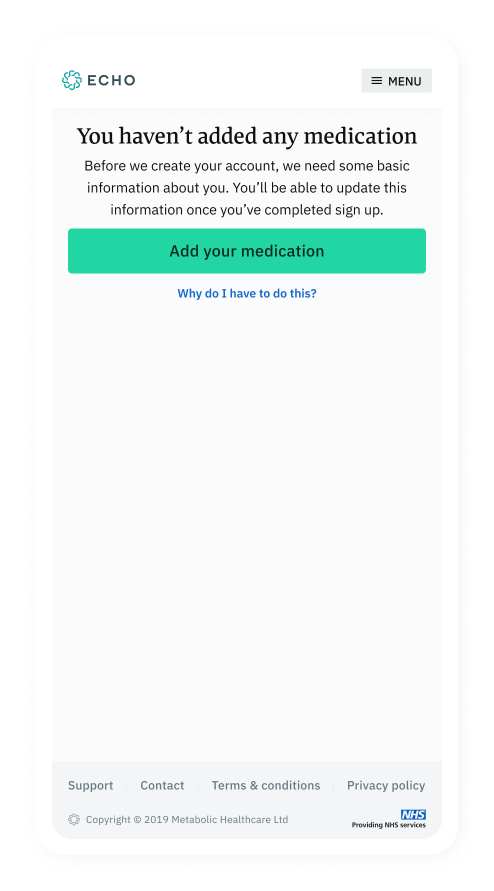 ECHO
MENU
You haven’t added any medication
Before we create your account, we need some basic
information about you. You’ll be able to update this
information once you’ve completed sign up.
Add your medication
Why do I have to do this?
Support Contact Terms & conditions Privacy policy
Copyright © 2019 Metabolic Healthcare Ltd
NHS
Providing NHS services